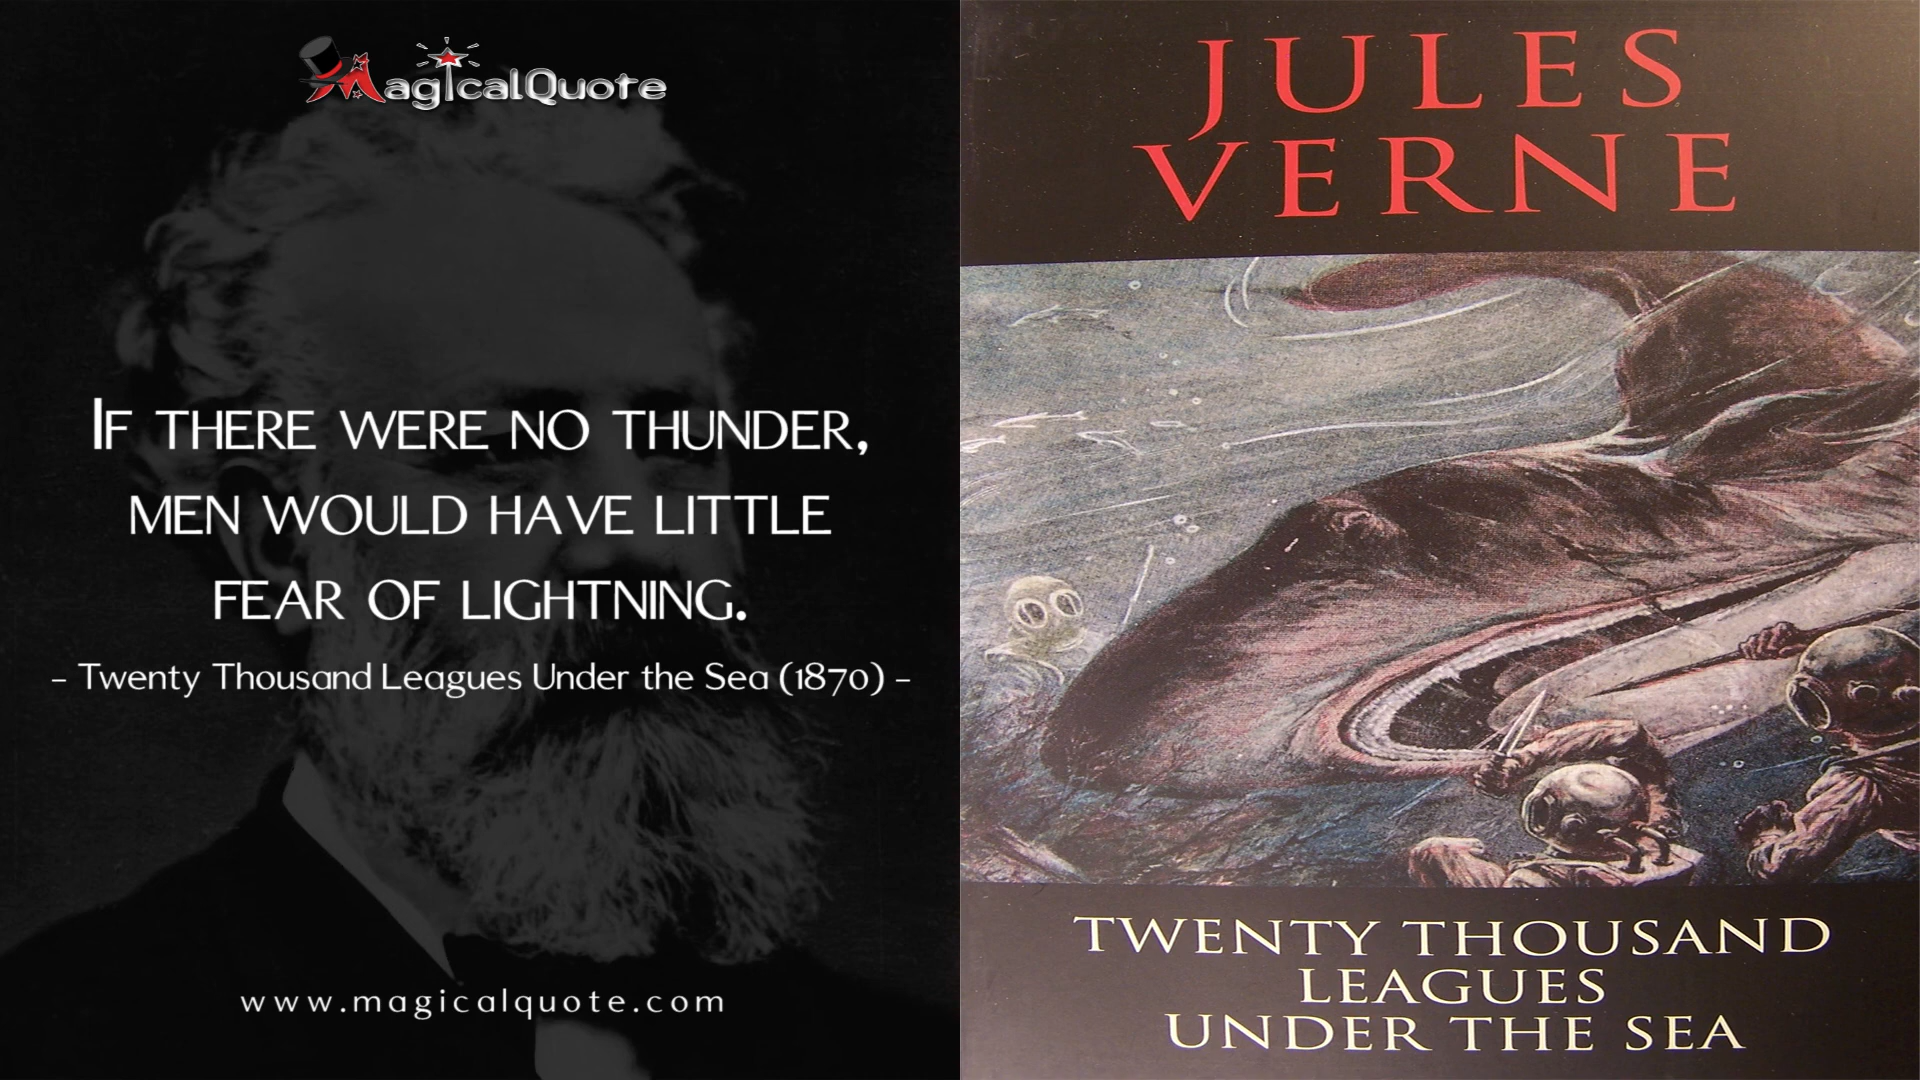 MagicalQuote
If there were no thunder,
men would have little
fear of lightning.
– Twenty Thousand Leagues Under the Sea (1870) –
www.magicalquote.com
JULES
VERNE
TWENTY THOUSAND
LEAGUES
UNDER THE SEA